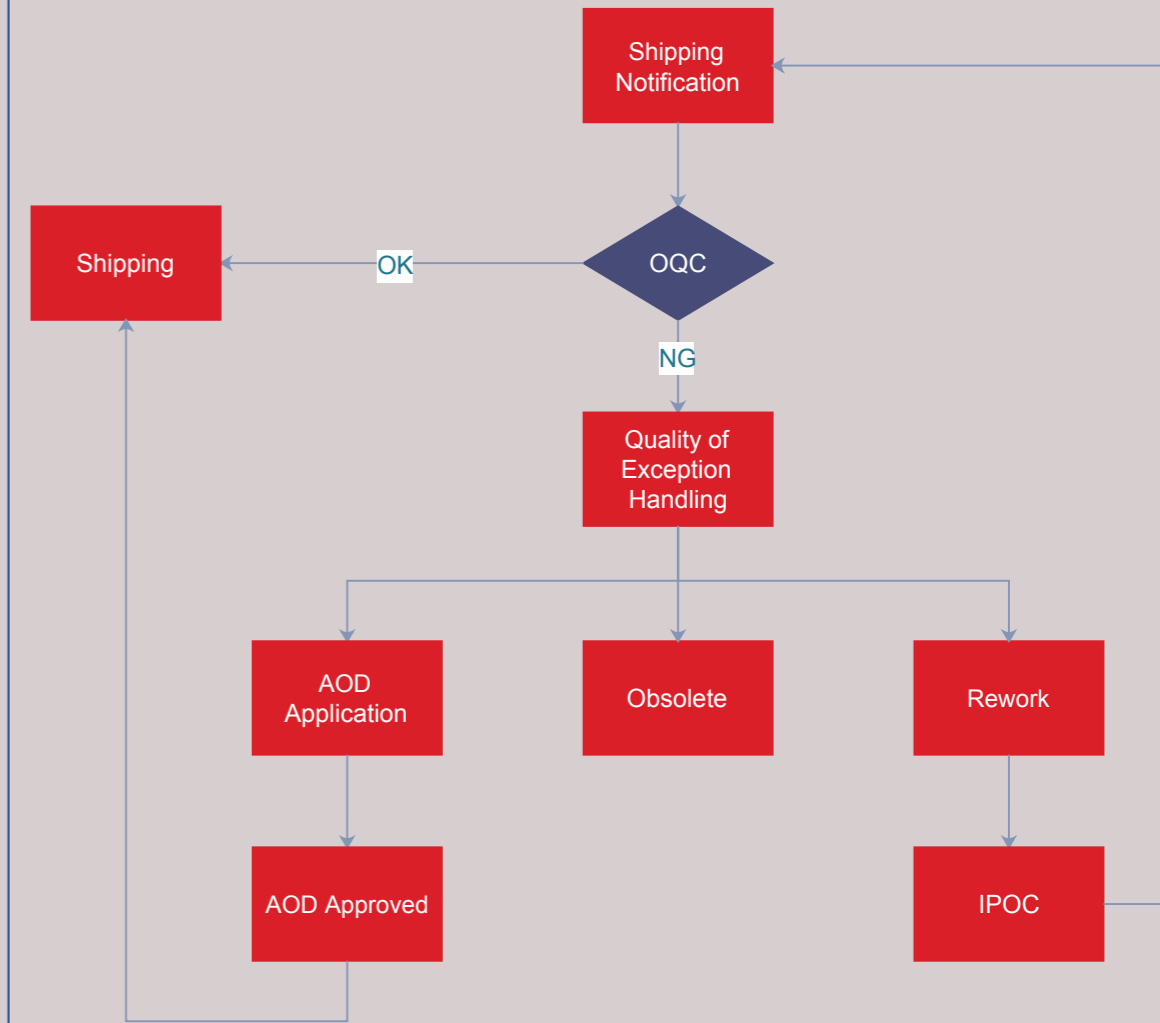 Shipping
Notification
Shipping
OK
OQC
NG
Quality of
Exception
Handling
AOD
Application
Obsolete
Rework
AOD Approved
IPOC